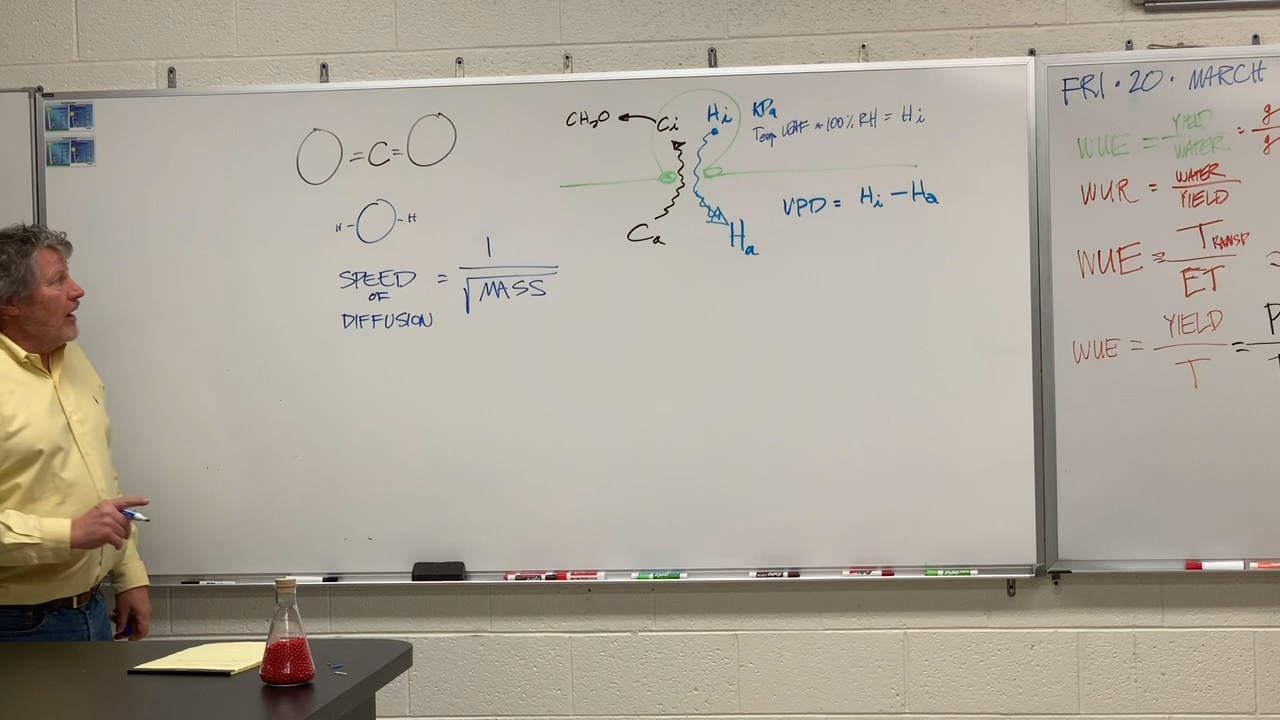 O=C=O
H-O-H
SPEED OF DIFFUSION = 1 / √MASS
CH₂O ← Ci
Hi
KPa
Temp LEAF * 100% RH = Hi
Ca
Ha
VPD = Hi - Ha
FRI · 20 · MARCH
WUE = YIELD / WATER = g / g
WUR = WATER / YIELD
WUE = TRANSP / ET
WUE = YIELD / T = P / T